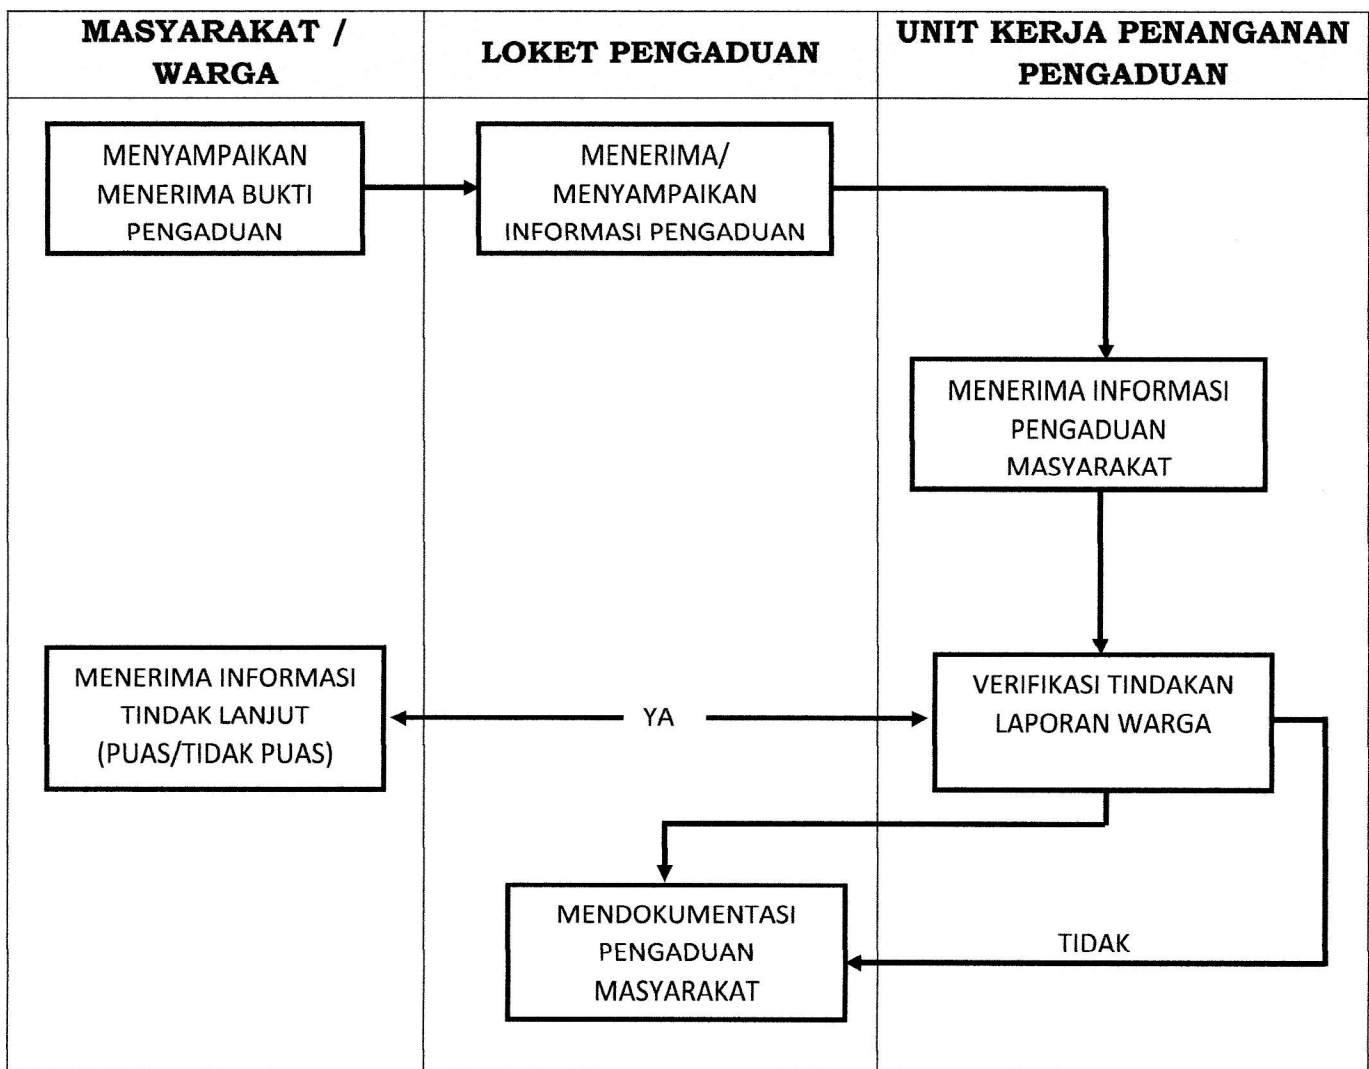 MASYARAKAT /
WARGA
LOKET PENGADUAN
UNIT KERJA PENANGANAN
PENGADUAN
MENYAMPAIKAN
MENERIMA BUKTI
PENGADUAN
MENERIMA/
MENYAMPAIKAN
INFORMASI PENGADUAN
MENERIMA INFORMASI
PENGADUAN
MASYARAKAT
MENERIMA INFORMASI
TINDAK LANJUT
(PUAS/TIDAK PUAS)
YA
VERIFIKASI TINDAKAN
LAPORAN WARGA
MENDOKUMENTASI
PENGADUAN
MASYARAKAT
TIDAK